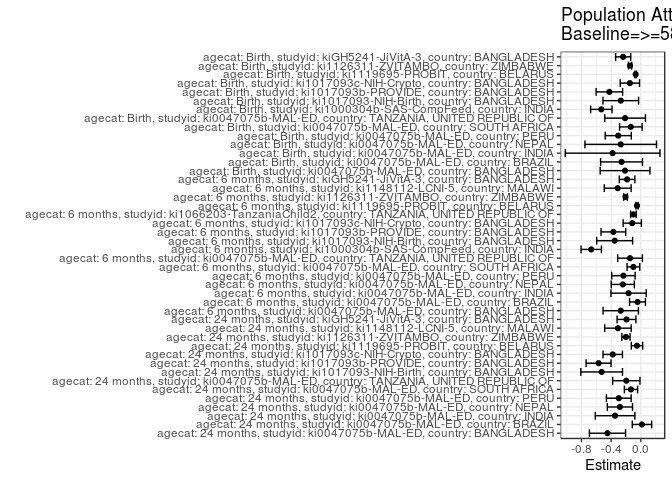 Population Att
Baseline=>=58
agecat: Birth, studyid: kiGH5241-JiVitA-3, country: BANGLADESH
agecat: Birth, studyid: ki1126311-ZVITAMBO, country: ZIMBABWE
agecat: Birth, studyid: ki1119695-PROBIT, country: BELARUS
agecat: Birth, studyid: ki1017093c-NIH-Crypto, country: BANGLADESH
agecat: Birth, studyid: ki1017093b-PROVIDE, country: BANGLADESH
agecat: Birth, studyid: ki1017093-NIH-Birth, country: BANGLADESH
agecat: Birth, studyid: ki1000304b-SAS-CompFeed, country: INDIA
agecat: Birth, studyid: ki0047075b-MAL-ED, country: TANZANIA, UNITED REPUBLIC OF
agecat: Birth, studyid: ki0047075b-MAL-ED, country: SOUTH AFRICA
agecat: Birth, studyid: ki0047075b-MAL-ED, country: PERU
agecat: Birth, studyid: ki0047075b-MAL-ED, country: NEPAL
agecat: Birth, studyid: ki0047075b-MAL-ED, country: INDIA
agecat: Birth, studyid: ki0047075b-MAL-ED, country: BRAZIL
agecat: Birth, studyid: ki0047075b-MAL-ED, country: BANGLADESH
agecat: 6 months, studyid: kiGH5241-JiVitA-3, country: BANGLADESH
agecat: 6 months, studyid: ki1148112-LCNI-5, country: MALAWI
agecat: 6 months, studyid: ki1126311-ZVITAMBO, country: ZIMBABWE
agecat: 6 months, studyid: ki1119695-PROBIT, country: BELARUS
agecat: 6 months, studyid: ki1066203-TanzaniaChild2, country: TANZANIA, UNITED REPUBLIC OF
agecat: 6 months, studyid: ki1017093c-NIH-Crypto, country: BANGLADESH
agecat: 6 months, studyid: ki1017093b-PROVIDE, country: BANGLADESH
agecat: 6 months, studyid: ki1017093-NIH-Birth, country: BANGLADESH
agecat: 6 months, studyid: ki1000304b-SAS-CompFeed, country: INDIA
agecat: 6 months, studyid: ki0047075b-MAL-ED, country: TANZANIA, UNITED REPUBLIC OF
agecat: 6 months, studyid: ki0047075b-MAL-ED, country: SOUTH AFRICA
agecat: 6 months, studyid: ki0047075b-MAL-ED, country: PERU
agecat: 6 months, studyid: ki0047075b-MAL-ED, country: NEPAL
agecat: 6 months, studyid: ki0047075b-MAL-ED, country: INDIA
agecat: 6 months, studyid: ki0047075b-MAL-ED, country: BRAZIL
agecat: 6 months, studyid: ki0047075b-MAL-ED, country: BANGLADESH
agecat: 24 months, studyid: kiGH5241-JiVitA-3, country: BANGLADESH
agecat: 24 months, studyid: ki1148112-LCNI-5, country: MALAWI
agecat: 24 months, studyid: ki1126311-ZVITAMBO, country: ZIMBABWE
agecat: 24 months, studyid: ki1119695-PROBIT, country: BELARUS
agecat: 24 months, studyid: ki1017093c-NIH-Crypto, country: BANGLADESH
agecat: 24 months, studyid: ki1017093b-PROVIDE, country: BANGLADESH
agecat: 24 months, studyid: ki1017093-NIH-Birth, country: BANGLADESH
agecat: 24 months, studyid: ki0047075b-MAL-ED, country: TANZANIA, UNITED REPUBLIC OF
agecat: 24 months, studyid: ki0047075b-MAL-ED, country: SOUTH AFRICA
agecat: 24 months, studyid: ki0047075b-MAL-ED, country: PERU
agecat: 24 months, studyid: ki0047075b-MAL-ED, country: NEPAL
agecat: 24 months, studyid: ki0047075b-MAL-ED, country: INDIA
agecat: 24 months, studyid: ki0047075b-MAL-ED, country: BRAZIL
agecat: 24 months, studyid: ki0047075b-MAL-ED, country: BANGLADESH
-0.8 -0.4 0.0
Estimate